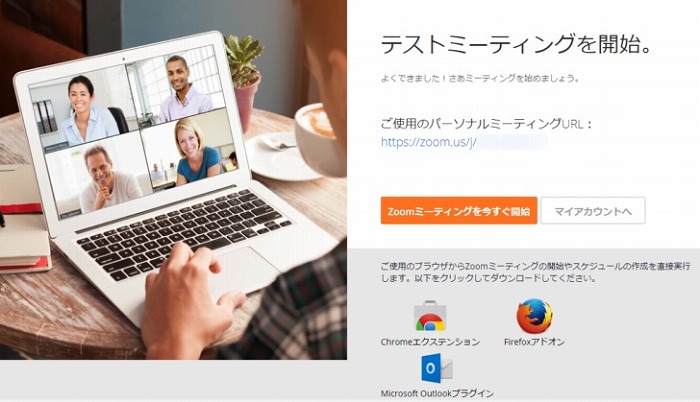 テストミーティングを開始。
よくできました！さあミーティングを始めましょう。
ご使用のパーソナルミーティングURL：
https://zoom.us/j/
Zoomミーティングを今すぐ開始
マイアカウントへ
ご使用のブラウザからZoomミーティングの開始やスケジュールの作成を直接実行
します。以下をクリックしてダウンロードしてください。
Chromeエクステンション
Firefoxアドオン
Microsoft Outlookプラグイン